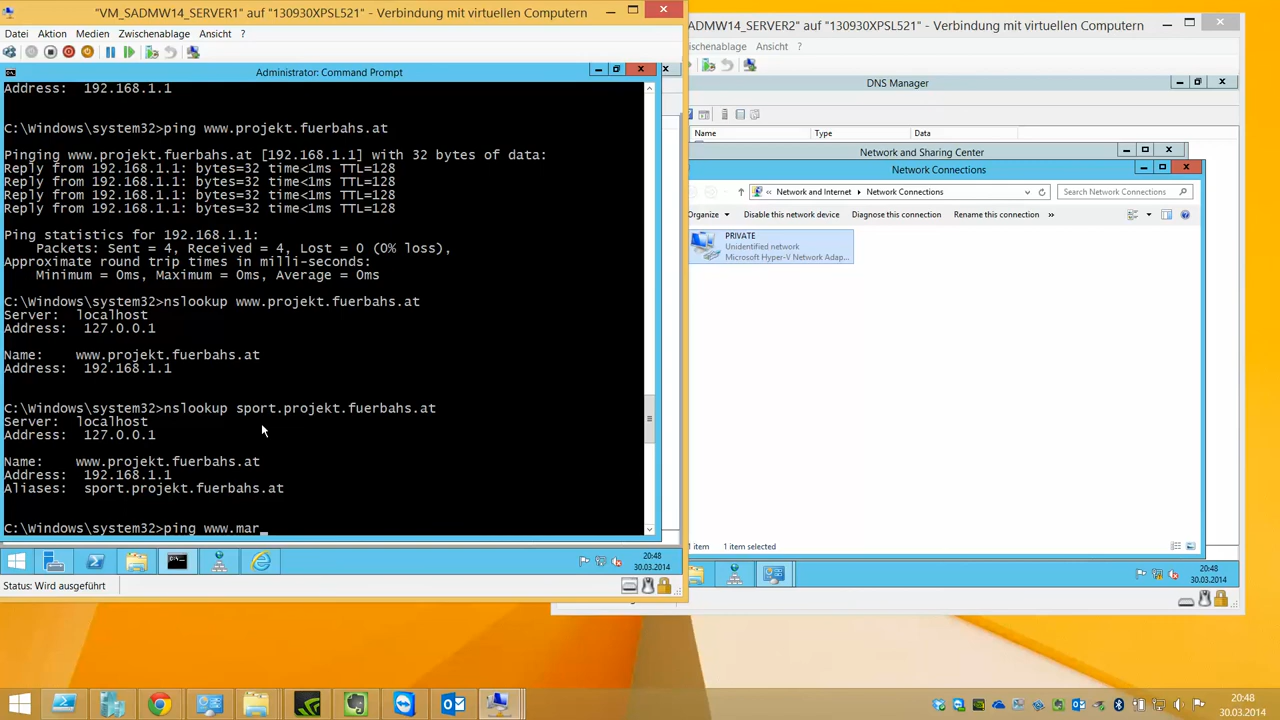 "VM_SADMW14_SERVER1" auf "130930XPSL521" - Verbindung mit virtuellen Computern
Datei Aktion Medien Zwischenablage Ansicht ?
Administrator: Command Prompt
Address: 192.168.1.1
C:\Windows\system32>ping www.projekt.fuerbahs.at
Pinging www.projekt.fuerbahs.at [192.168.1.1] with 32 bytes of data:
Reply from 192.168.1.1: bytes=32 time<1ms TTL=128
Reply from 192.168.1.1: bytes=32 time<1ms TTL=128
Reply from 192.168.1.1: bytes=32 time<1ms TTL=128
Reply from 192.168.1.1: bytes=32 time<1ms TTL=128
Ping statistics for 192.168.1.1:
Packets: Sent = 4, Received = 4, Lost = 0 (0% loss),
Approximate round trip times in milli-seconds:
Minimum = 0ms, Maximum = 0ms, Average = 0ms
C:\Windows\system32>nslookup www.projekt.fuerbahs.at
Server: localhost
Address: 127.0.0.1
Name: www.projekt.fuerbahs.at
Address: 192.168.1.1
C:\Windows\system32>nslookup sport.projekt.fuerbahs.at
Server: localhost
Address: 127.0.0.1
Name: www.projekt.fuerbahs.at
Address: 192.168.1.1
Aliases: sport.projekt.fuerbahs.at
C:\Windows\system32>ping www.mar_
20:48
30.03.2014
Status: Wird ausgeführt
ADMW14_SERVER2" auf "130930XPSL521" - Verbindung mit virtuellen Computern
wischenablage Ansicht ?
DNS Manager
Name Type Data
Network and Sharing Center
Network Connections
Network and Internet Network Connections
Search Network Connections
Organize Disable this network device Diagnose this connection Rename this connection »
PRIVATE
Unidentified network
Microsoft Hyper-V Network Adap...
1 item 1 item selected
20:48
30.03.2014
20:48
30.03.2014